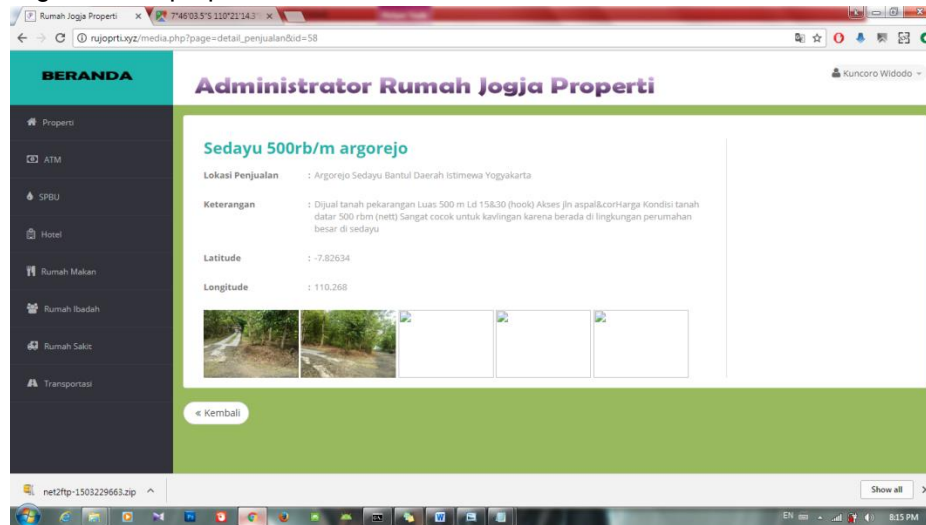 Rumah Jogja Properti
7°46'03.5"S 110°21'14.3
rujoprti.xyz/media.php?page=detail_penjualan&id=58
BERANDA
Administrator Rumah Jogja Properti
Kuncoro Widodo
Properti
ATM
SPBU
Hotel
Rumah Makan
Rumah Ibadah
Rumah Sakit
Transportasi
Sedayu 500rb/m argorejo
Lokasi Penjualan : Argorejo Sedayu Bantul Daerah Istimewa Yogyakarta
Keterangan : Dijual tanah pekarangan Luas 500 m Ld 15&30 (hook) Akses jln aspal&corHarga Kondisi tanah
datar 500 rbm (nett) Sangat cocok untuk kavlingan karena berada di lingkungan perumahan
besar di sedayu
Latitude : -7.82634
Longitude : 110.268
« Kembali
net2ftp-1503229663.zip
Show all
EN
8:15 PM